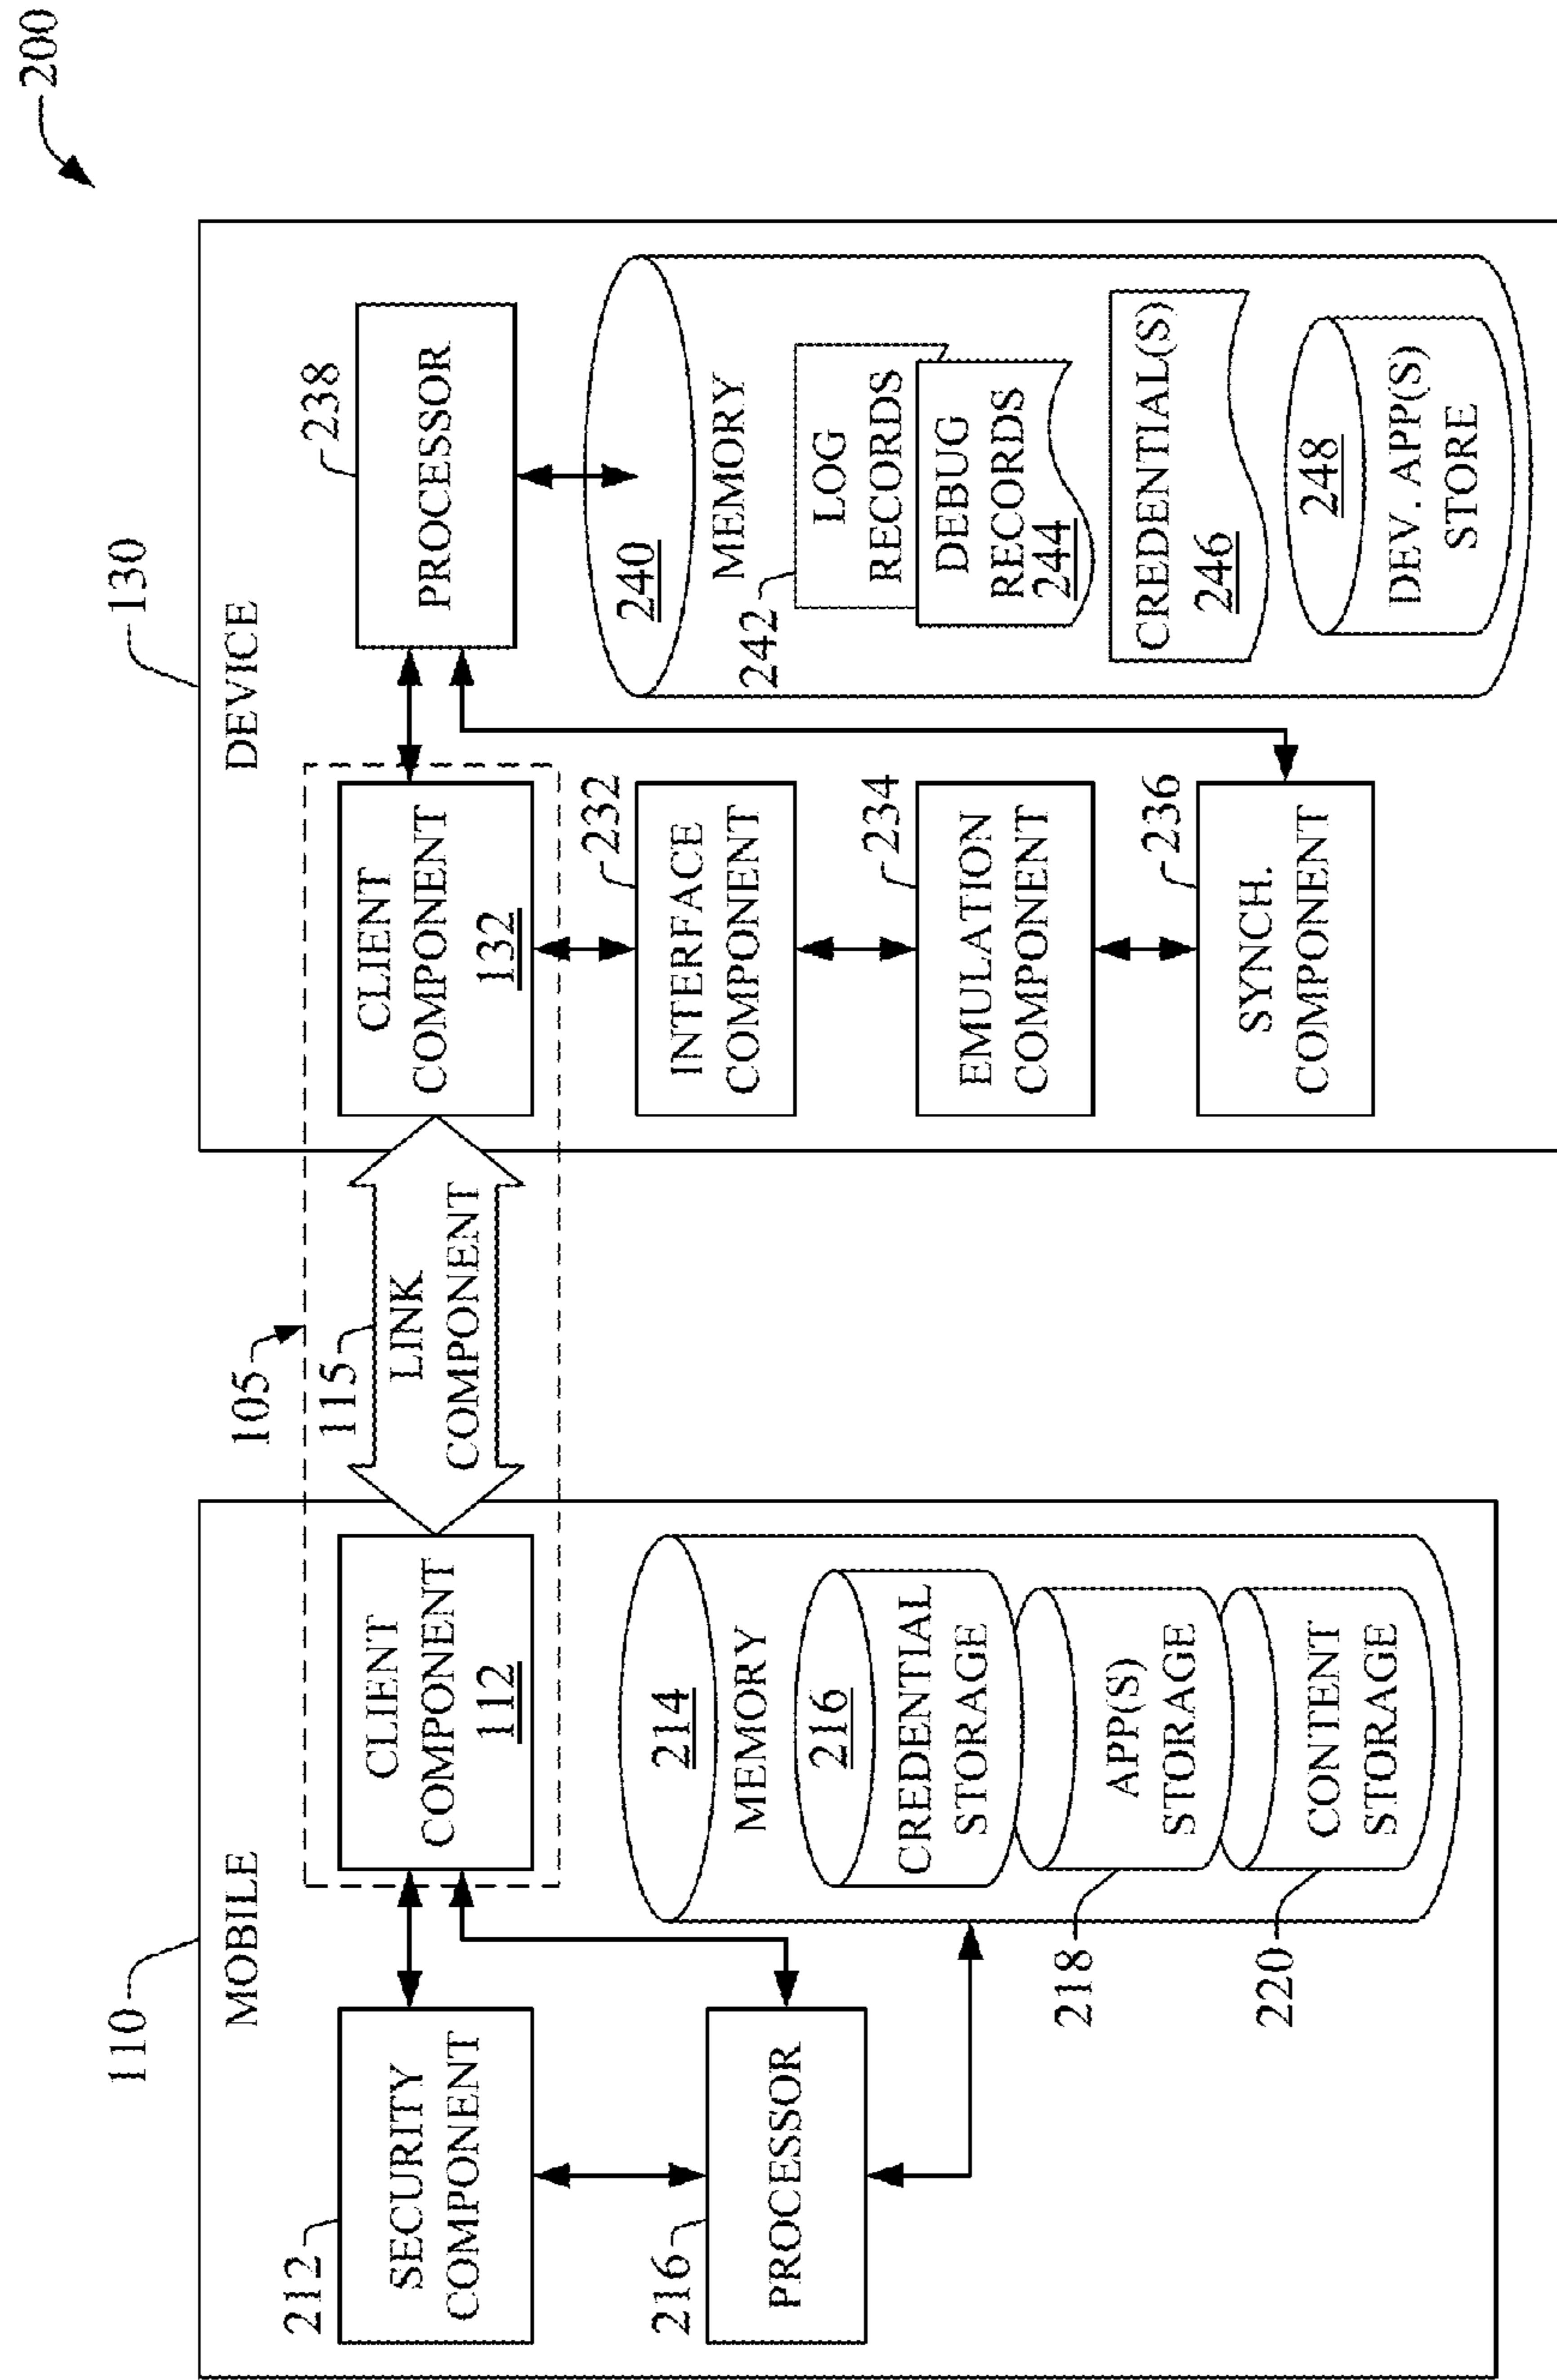 200
110
MOBILE
130
DEVICE
105
115
LINK
COMPONENT
212
SECURITY
COMPONENT
CLIENT
COMPONENT
112
216
PROCESSOR
214
MEMORY
216
CREDENTIAL
STORAGE
218
APP(S)
STORAGE
220
CONTENT
STORAGE
CLIENT
COMPONENT
132
238
PROCESSOR
232
INTERFACE
COMPONENT
234
EMULATION
COMPONENT
236
SYNCH.
COMPONENT
240
MEMORY
242
LOG
RECORDS
DEBUG
RECORDS
244
CREDENTIAL(S)
246
248
DEV. APP(S)
STORE